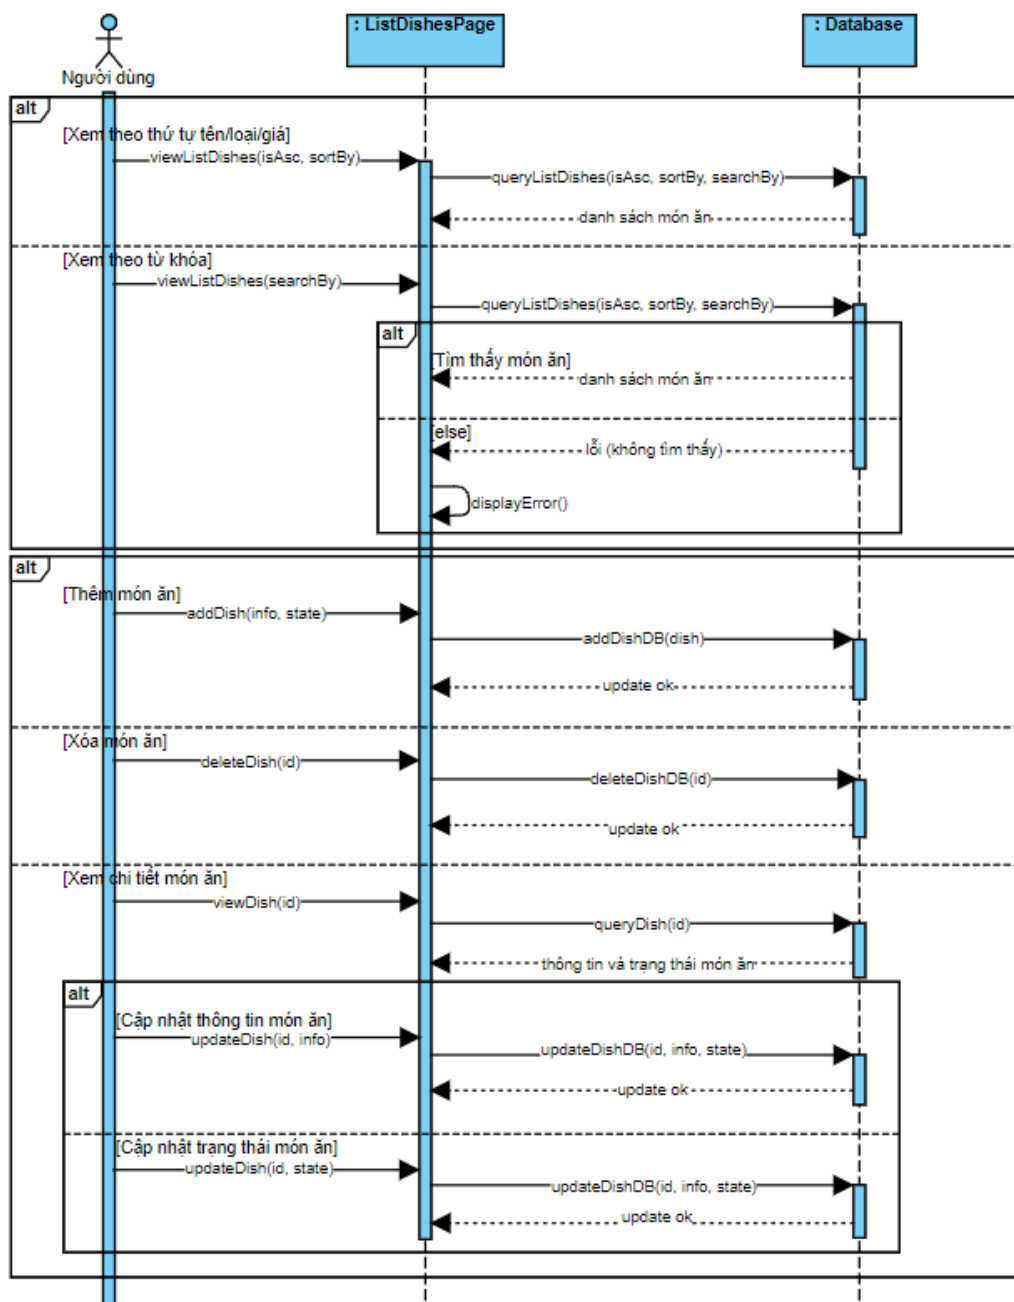 : ListDishesPage
: Database
Người dùng
alt
[Xem theo thứ tự tên/loại/giá]
viewListDishes(isAsc, sortBy)
queryListDishes(isAsc, sortBy, searchBy)
danh sách món ăn
[Xem theo từ khóa]
viewListDishes(searchBy)
queryListDishes(isAsc, sortBy, searchBy)
alt
[Tìm thấy món ăn]
danh sách món ăn
[else]
lỗi (không tìm thấy)
displayError()
alt
[Thêm món ăn]
addDish(info, state)
addDishDB(dish)
update ok
[Xóa món ăn]
deleteDish(id)
deleteDishDB(id)
update ok
[Xem chi tiết món ăn]
viewDish(id)
queryDish(id)
thông tin và trạng thái món ăn
alt
[Cập nhật thông tin món ăn]
updateDish(id, info)
updateDishDB(id, info, state)
update ok
[Cập nhật trạng thái món ăn]
updateDish(id, state)
updateDishDB(id, info, state)
update ok